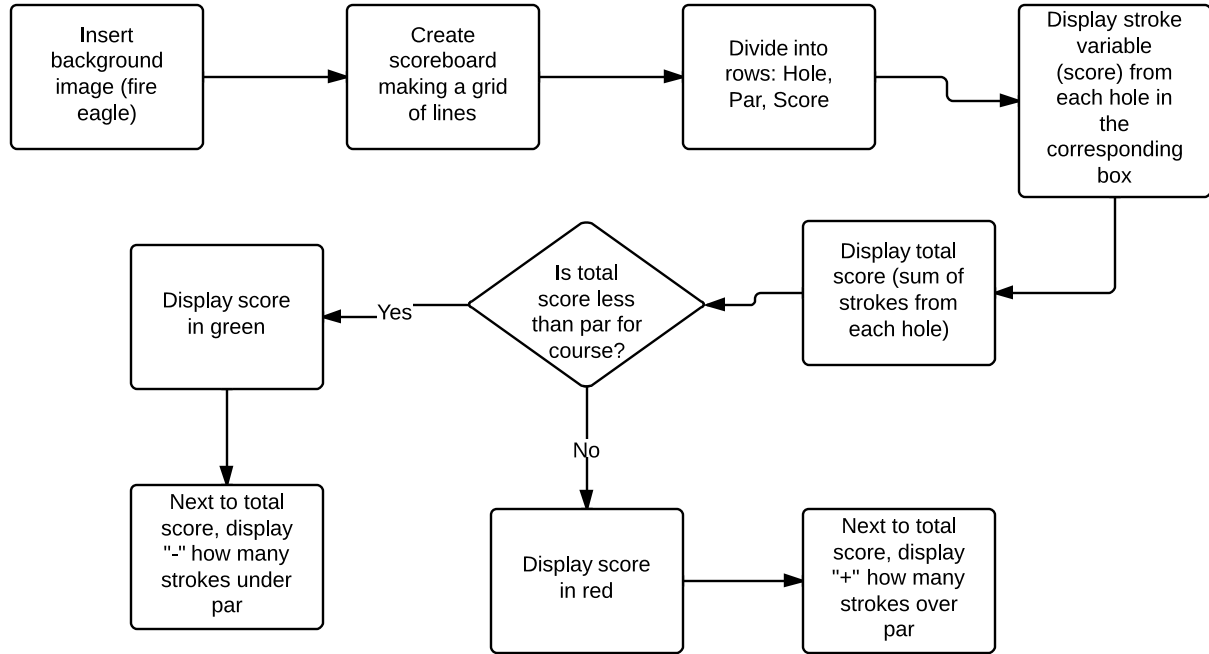 Insert
background
image (fire
eagle)
Create
scoreboard
making a grid
of lines
Divide into
rows: Hole,
Par, Score
Display stroke
variable
(score) from
each hole in
the
corresponding
box
Display total
score (sum of
strokes from
each hole)
Is total
score less
than par for
course?
Yes
Display score
in green
Next to total
score, display
"-" how many
strokes under
par
No
Display score
in red
Next to total
score, display
"+" how many
strokes over
par